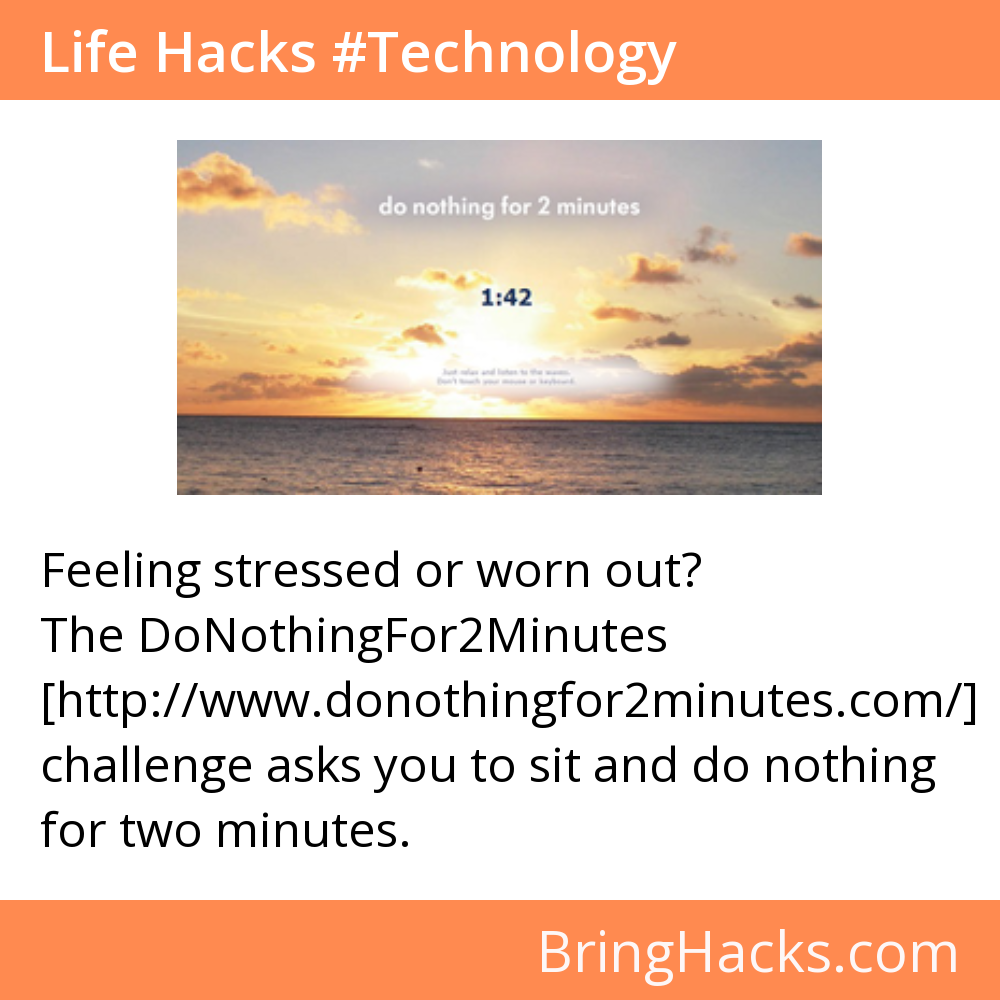 Life Hacks #Technology
do nothing for 2 minutes
1:42
Just relax and listen to the waves.
Don't touch your mouse or keyboard.
Feeling stressed or worn out?
The DoNothingFor2Minutes
[http://www.donothingfor2minutes.com/]
challenge asks you to sit and do nothing
for two minutes.
BringHacks.com